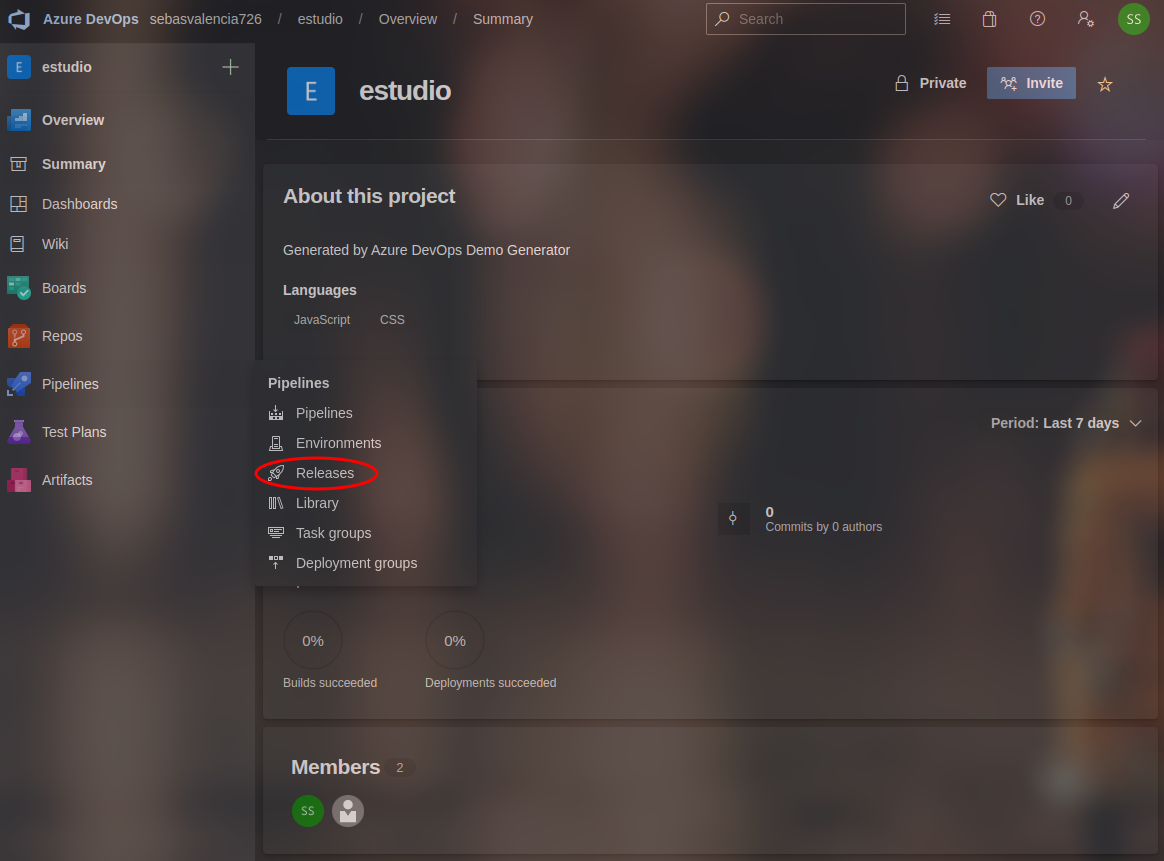 Azure DevOps sebasvalencia726 / estudio / Overview / Summary
Search
SS
E estudio
Overview
Summary
Dashboards
Wiki
Boards
Repos
Pipelines
Test Plans
Artifacts
E estudio
Private
Invite
About this project
Like 0
Generated by Azure DevOps Demo Generator
Languages
JavaScript CSS
Pipelines
Pipelines
Environments
Releases
Library
Task groups
Deployment groups
Period: Last 7 days
0
Commits by 0 authors
0% 0%
Builds succeeded Deployments succeeded
Members 2
SS